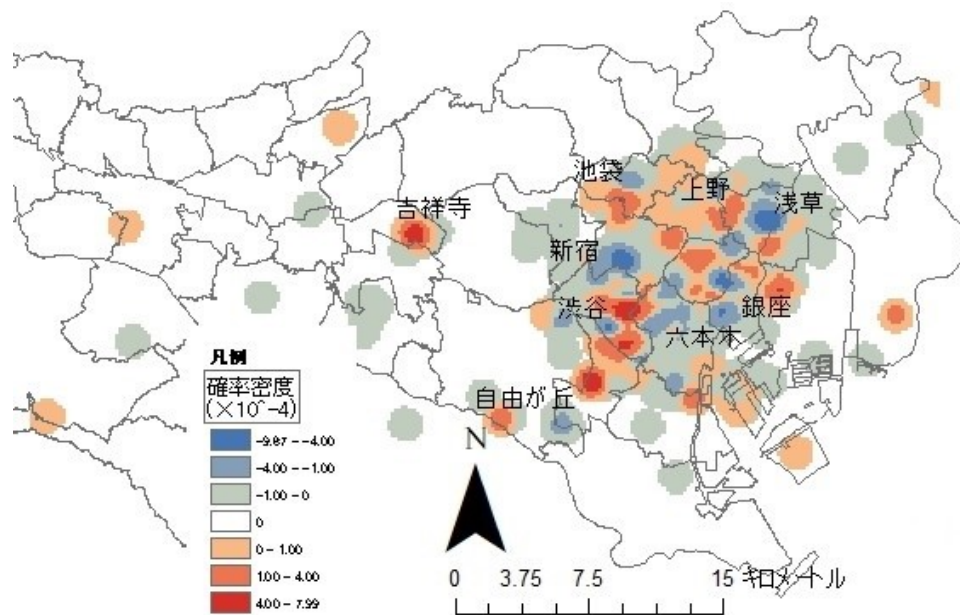 池袋
上野
浅草
吉祥寺
新宿
渋谷
銀座
六本木
自由が丘
凡例
確率密度
(×10^-4)
-9.87 - -4.00
-4.00 - -1.00
-1.00 - 0
0
0 - 1.00
1.00 - 4.00
4.00 - 7.99
N
0 3.75 7.5 15 キロメートル